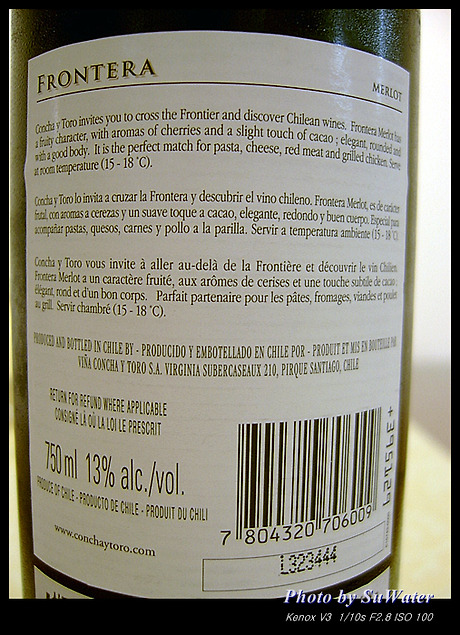 FRONTERA
MERLOT
Concha y Toro invites you to cross the Frontier and discover Chilean wines. Frontera Merlot has
a fruity character, with aromas of cherries and a slight touch of cacao ; elegant, rounded and
with a good body. It is the perfect match for pasta, cheese, red meat and grilled chicken. Serve
at room temperature (15 - 18 °C).
Concha y Toro lo invita a cruzar la Frontera y descubrir el vino chileno. Frontera Merlot, es de carácter
frutal, con aromas a cerezas y un suave toque a cacao, elegante, redondo y buen cuerpo. Especial para
acompañar pastas, quesos, carnes y pollo a la parilla. Servir a temperatura ambiente (15 - 18 °C).
Concha y Toro vous invite à aller au-delà de la Frontière et découvrir le vin Chilien.
Frontera Merlot a un caractère fruité, aux arômes de cerises et une touche subtile de cacao ;
élégant, rond et d'un bon corps. Parfait partenaire pour les pâtes, fromages, viandes et poulet
au grill. Servir chambré (15 - 18 °C).
PRODUCED AND BOTTLED IN CHILE BY - PRODUCIDO Y EMBOTELLADO EN CHILE POR - PRODUIT ET MIS EN BOUTEILLE PAR
VIÑA CONCHA Y TORO S.A. VIRGINIA SUBERCASEAUX 210, PIRQUE SANTIAGO, CHILE
RETURN FOR REFUND WHERE APPLICABLE
CONSIGNÉ LÀ OÙ LA LOI LE PRESCRIT
750 ml 13% alc./vol.
PRODUCE OF CHILE - PRODUCTO DE CHILE - PRODUIT DU CHILI
www.conchaytoro.com
7 804320 706009
L323444
Photo by SuWater
Kenox V3 1/10s F2.8 ISO 100